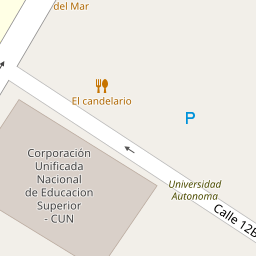 del Mar
El candelario
P
Corporación
Unificada
Nacional
de Educacion
Superior
- CUN
Universidad
Autonoma
Calle 12B